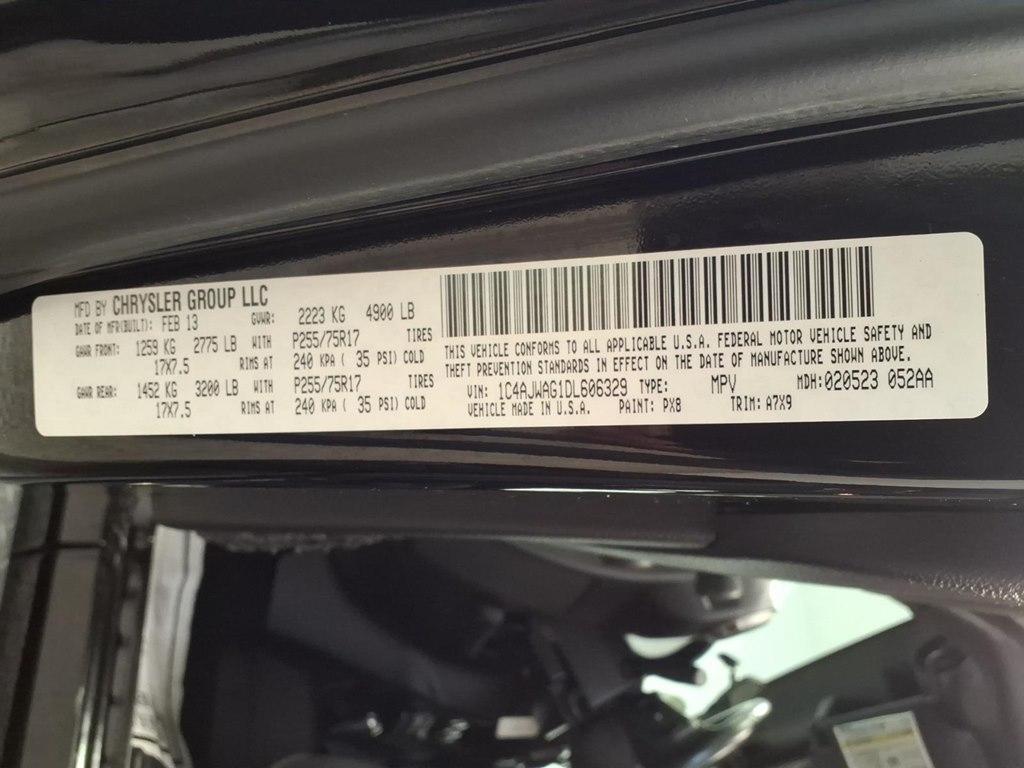 MFD BY CHRYSLER GROUP LLC
DATE OF MFR(BUILT): FEB 13 GVWR: 2223 KG 4900 LB
GAWR FRONT: 1259 KG 2775 LB WITH P255/75R17 TIRES
17X7.5 RIMS AT 240 KPA ( 35 PSI) COLD
GAWR REAR: 1452 KG 3200 LB WITH P255/75R17 TIRES
17X7.5 RIMS AT 240 KPA ( 35 PSI) COLD
THIS VEHICLE CONFORMS TO ALL APPLICABLE U.S.A. FEDERAL MOTOR VEHICLE SAFETY AND
THEFT PREVENTION STANDARDS IN EFFECT ON THE DATE OF MANUFACTURE SHOWN ABOVE.
VIN: 1C4AJWAG1DL606329 TYPE: MPV MDH:020523 052AA
VEHICLE MADE IN U.S.A. PAINT: PX8 TRIM: A7X9